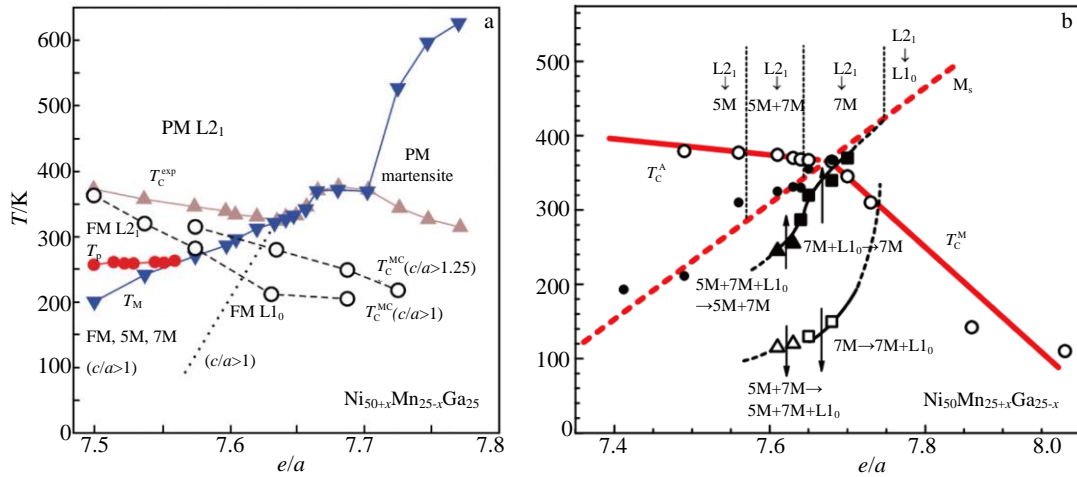 a
600
500
400
300
200
100
0
T/K
PM L2₁
PM
martensite
T_C^exp
FM L2₁
T_p
T_M
T_C^MC(c/a>1.25)
T_C^MC(c/a>1)
FM L1₀
FM, 5M, 7M
(c/a>1)
(c/a>1)
Ni₅₀₊ₓMn₂₅₋ₓGa₂₅
7.5 7.6 7.7 7.8
e/a
b
500
400
300
200
100
0
L2₁
↓
5M
L2₁
↓
5M+7M
L2₁
↓
7M
L2₁
↓
L1₀
M_s
T_C^A
T_C^M
7M+L1₀→7M
5M+7M+L1₀
→5M+7M
7M→7M+L1₀
5M+7M→
5M+7M+L1₀
Ni₅₀Mn₂₅₊ₓGa₂₅₋ₓ
7.4 7.6 7.8 8.0
e/a